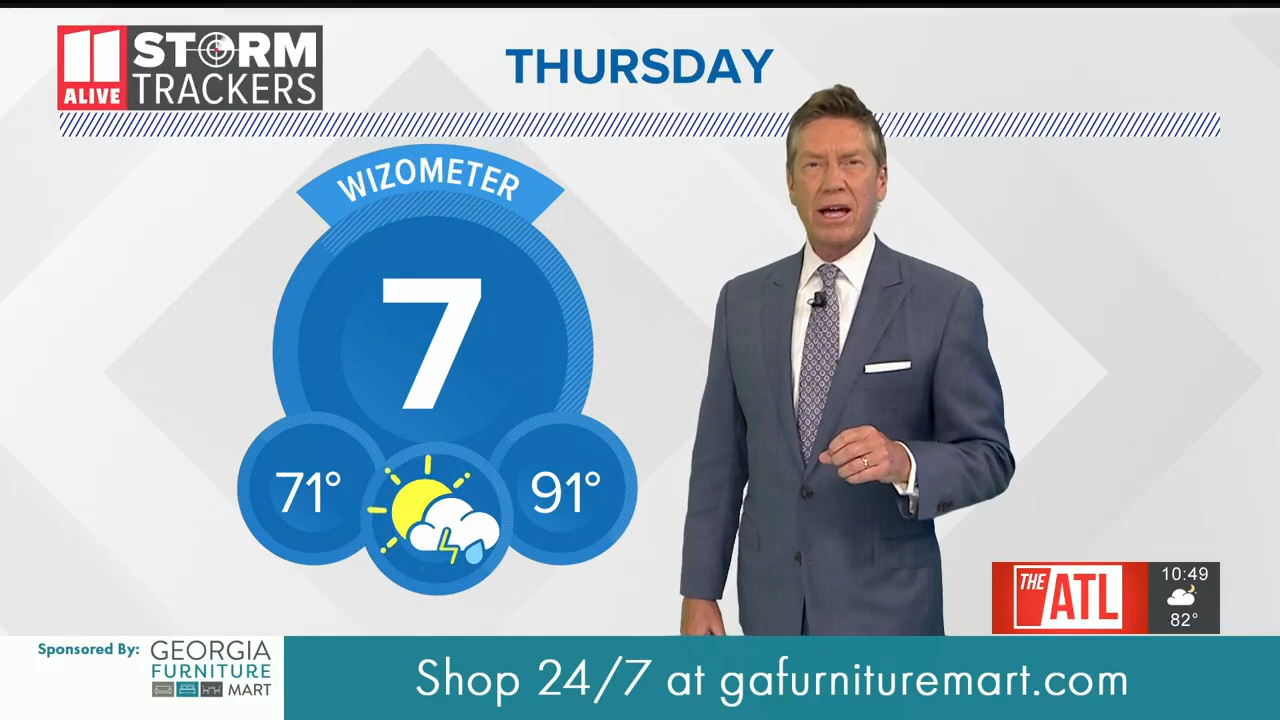 11 ALIVE
STORM
TRACKERS
THURSDAY
WIZOMETER
7
71°
91°
THE ATL
10:49
82°
Sponsored By:
GEORGIA
FURNITURE
MART
Shop 24/7 at gafurnituremart.com